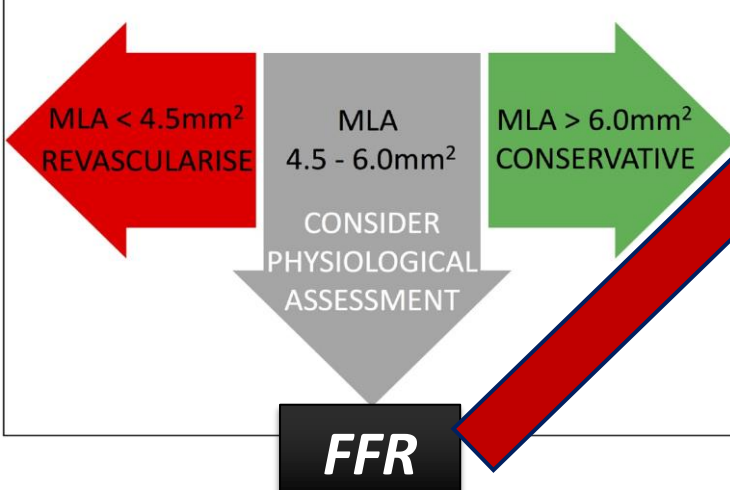 MLA < 4.5mm²
REVASCULARISE
MLA
4.5 - 6.0mm²
CONSIDER
PHYSIOLOGICAL
ASSESSMENT
MLA > 6.0mm²
CONSERVATIVE
FFR